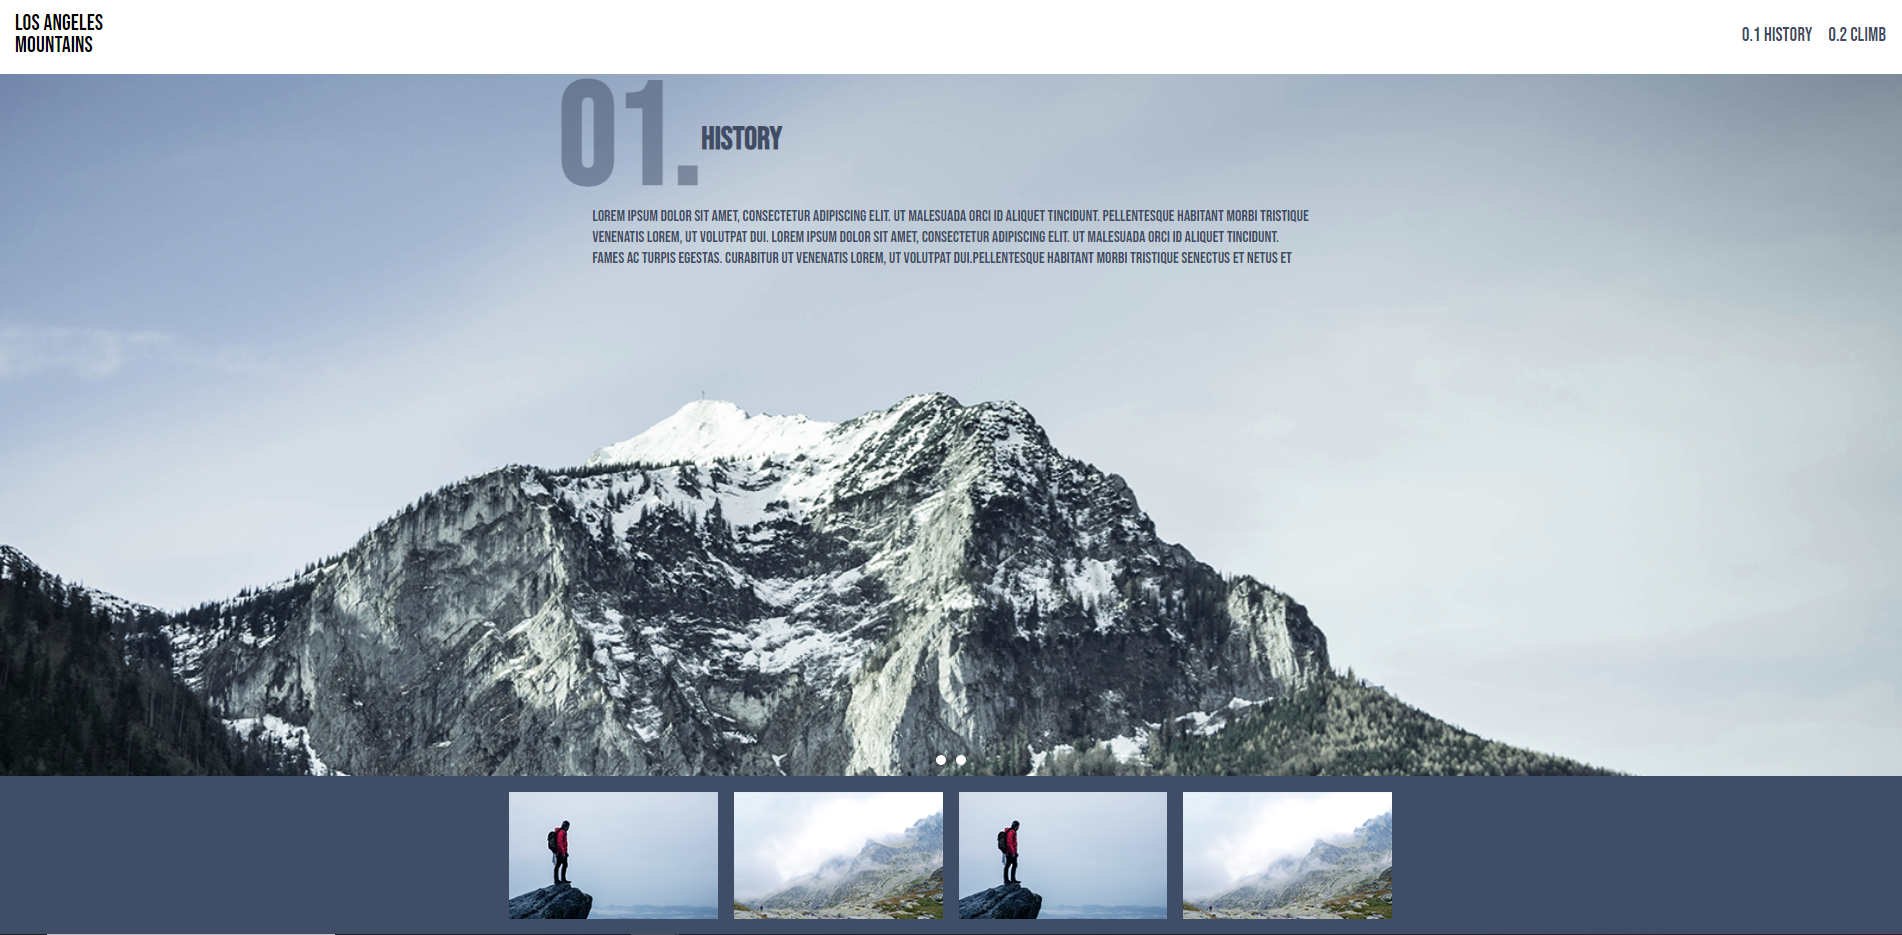 LOS ANGELES
MOUNTAINS
0.1 HISTORY 0.2 CLIMB
01. HISTORY
LOREM IPSUM DOLOR SIT AMET, CONSECTETUR ADIPISCING ELIT. UT MALESUADA ORCI ID ALIQUET TINCIDUNT. PELLENTESQUE HABITANT MORBI TRISTIQUE
VENENATIS LOREM, UT VOLUTPAT DUI. LOREM IPSUM DOLOR SIT AMET, CONSECTETUR ADIPISCING ELIT. UT MALESUADA ORCI ID ALIQUET TINCIDUNT.
FAMES AC TURPIS EGESTAS. CURABITUR UT VENENATIS LOREM, UT VOLUTPAT DUI.PELLENTESQUE HABITANT MORBI TRISTIQUE SENECTUS ET NETUS ET